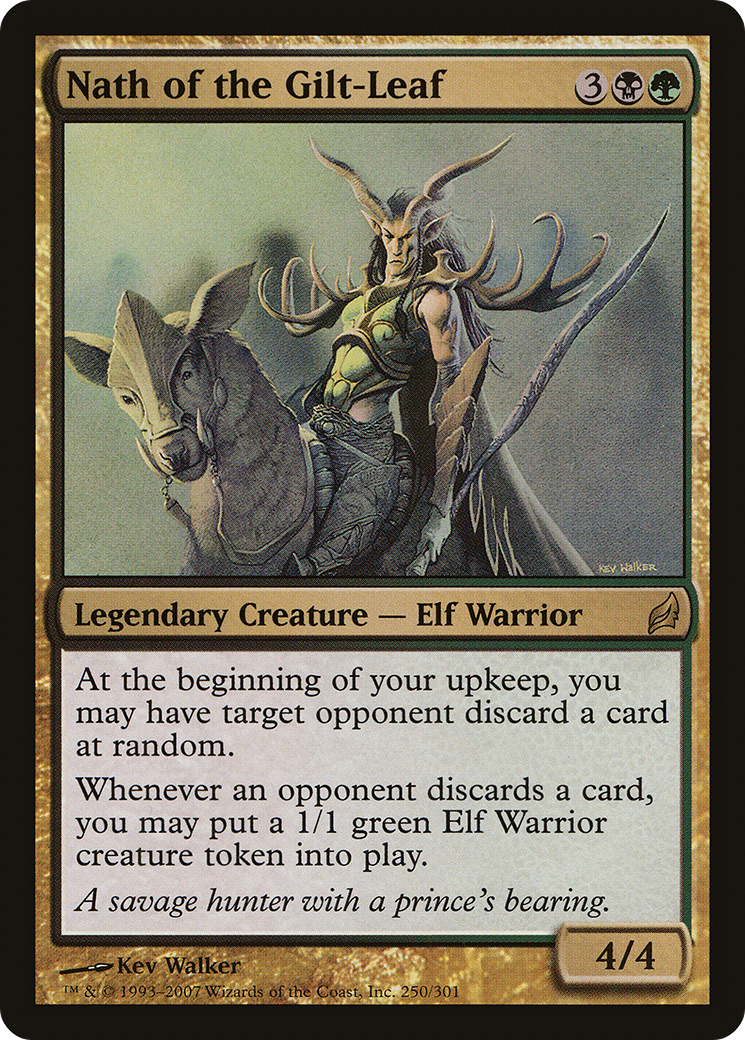 Nath of the Gilt-Leaf 3
KEV WALKER
Legendary Creature — Elf Warrior
At the beginning of your upkeep, you
may have target opponent discard a card
at random.
Whenever an opponent discards a card,
you may put a 1/1 green Elf Warrior
creature token into play.
A savage hunter with a prince's bearing.
4/4
Kev Walker
™ & © 1993–2007 Wizards of the Coast, Inc. 250/301